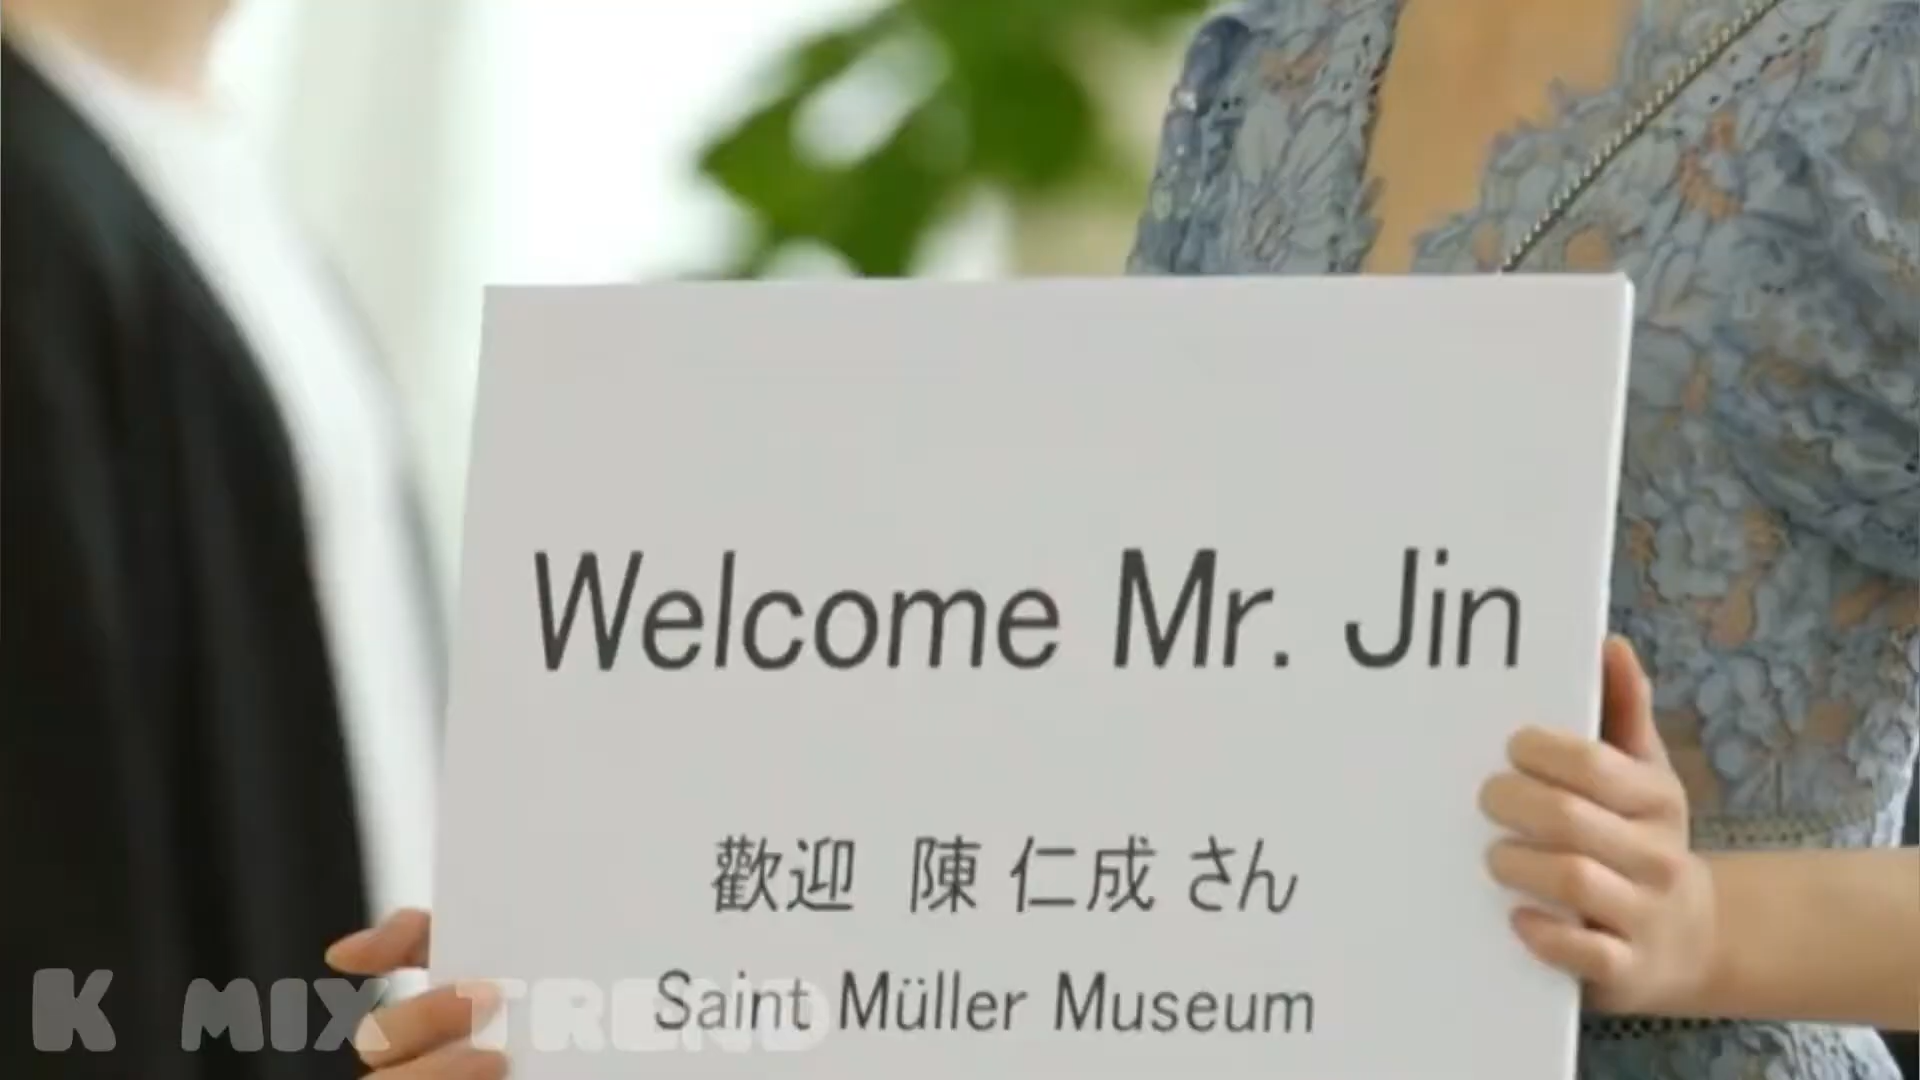 Welcome Mr. Jin
歡迎 陳 仁成 さん
Saint Müller Museum
K MIX TREND